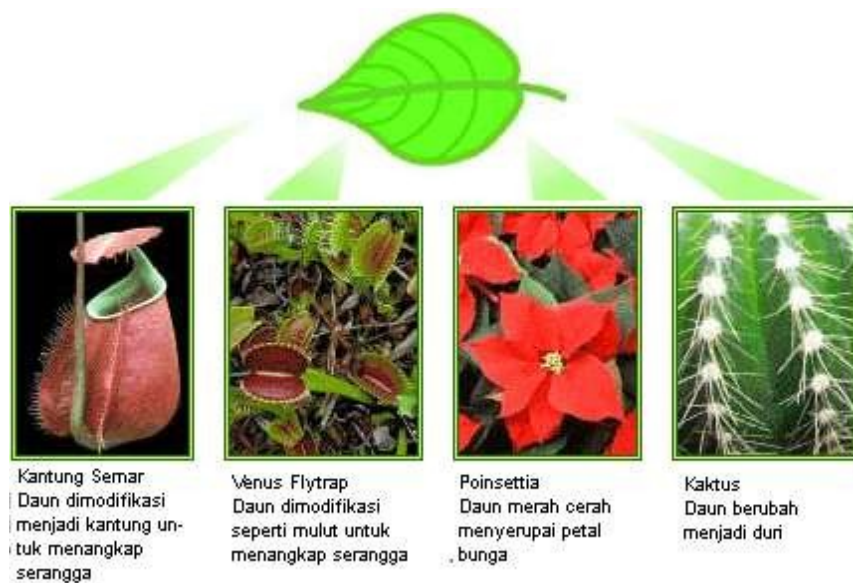 Kantung Semar
Daun dimodifikasi
menjadi kantung un-
tuk menangkap
serangga
Venus Flytrap
Daun dimodifikasi
seperti mulut untuk
menangkap serangga
Poinsettia
Daun merah cerah
menyerupai petal
bunga
Kaktus
Daun berubah
menjadi duri